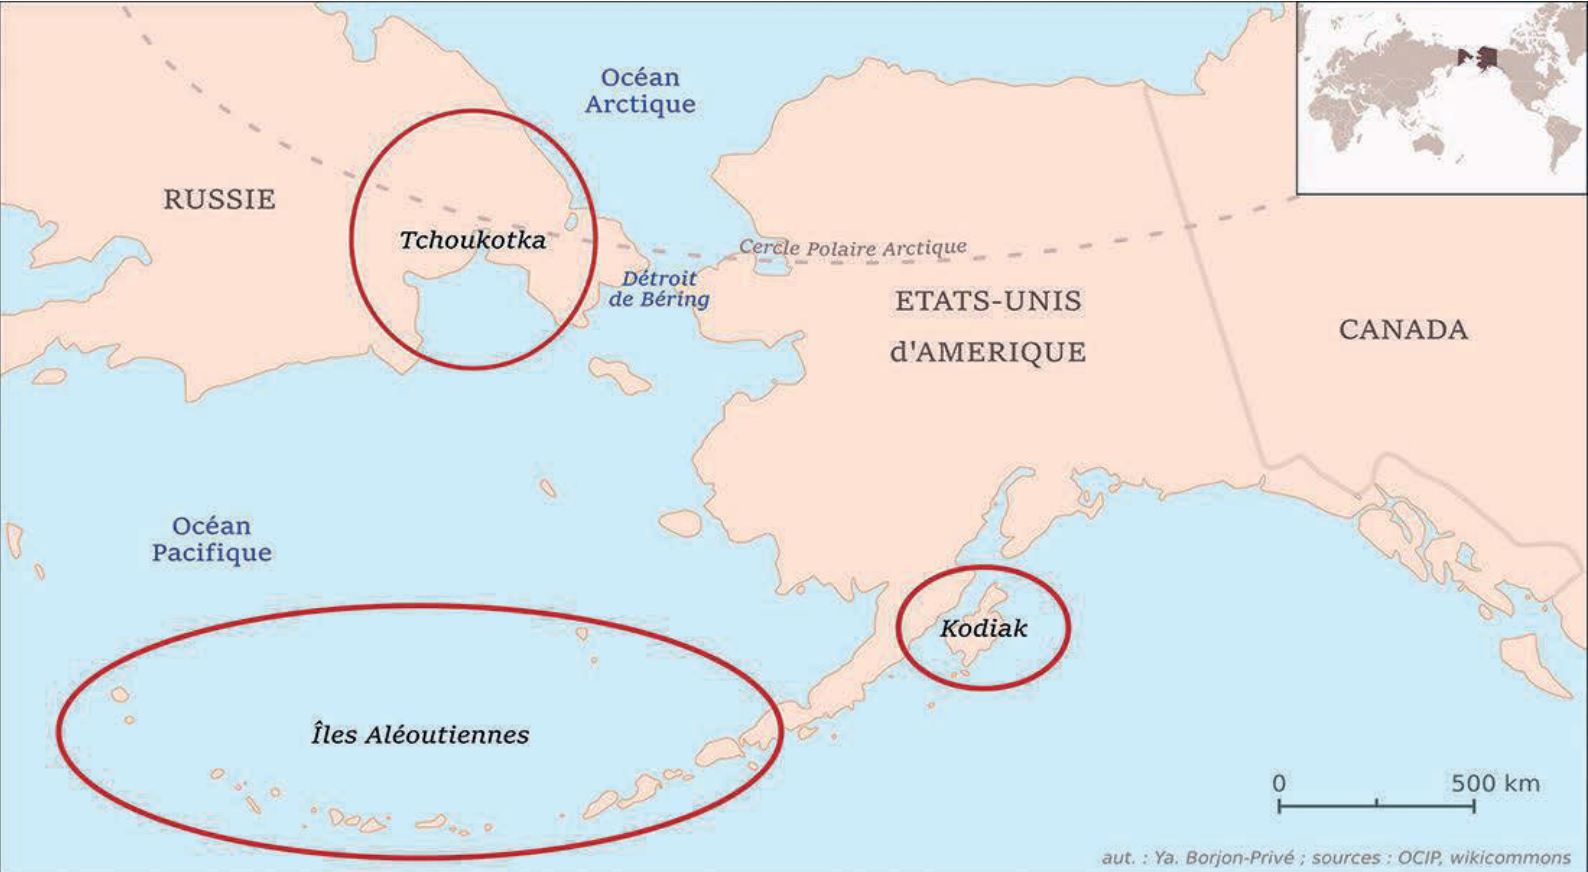 Océan
Arctique
RUSSIE
Tchoukotka
Cercle Polaire Arctique
Détroit
de Béring
ETATS-UNIS
d'AMERIQUE
CANADA
Océan
Pacifique
Kodiak
Îles Aléoutiennes
0 500 km
aut. : Ya. Borjon-Privé ; sources : OCIP, wikicommons